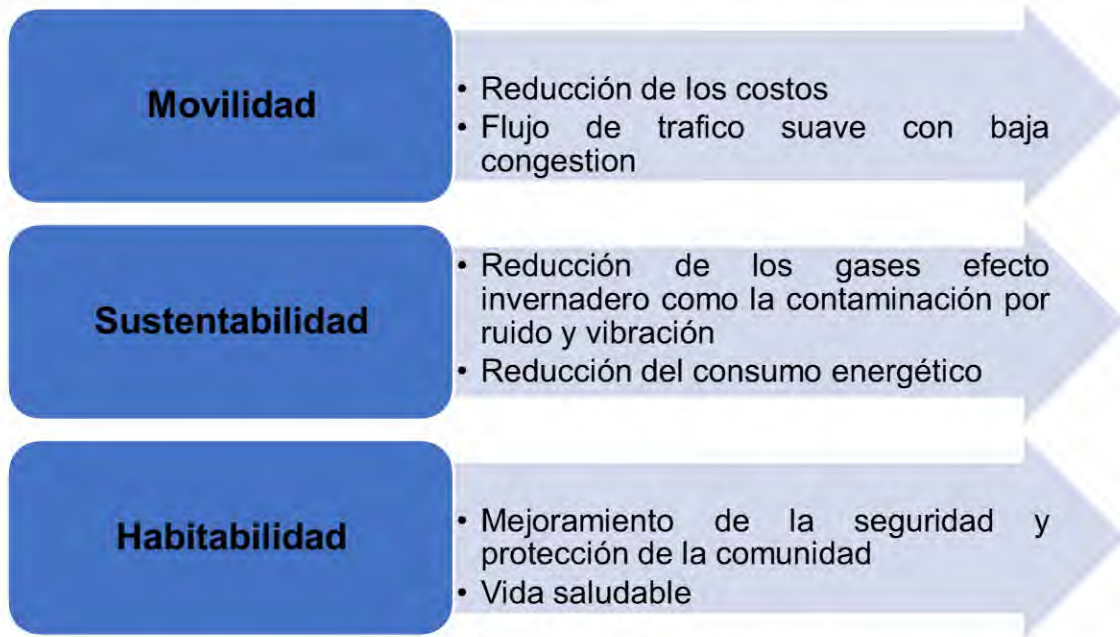 Movilidad
• Reducción de los costos
• Flujo de trafico suave con baja
congestion
Sustentabilidad
• Reducción de los gases efecto
invernadero como la contaminación por
ruido y vibración
• Reducción del consumo energético
Habitabilidad
• Mejoramiento de la seguridad y
protección de la comunidad
• Vida saludable